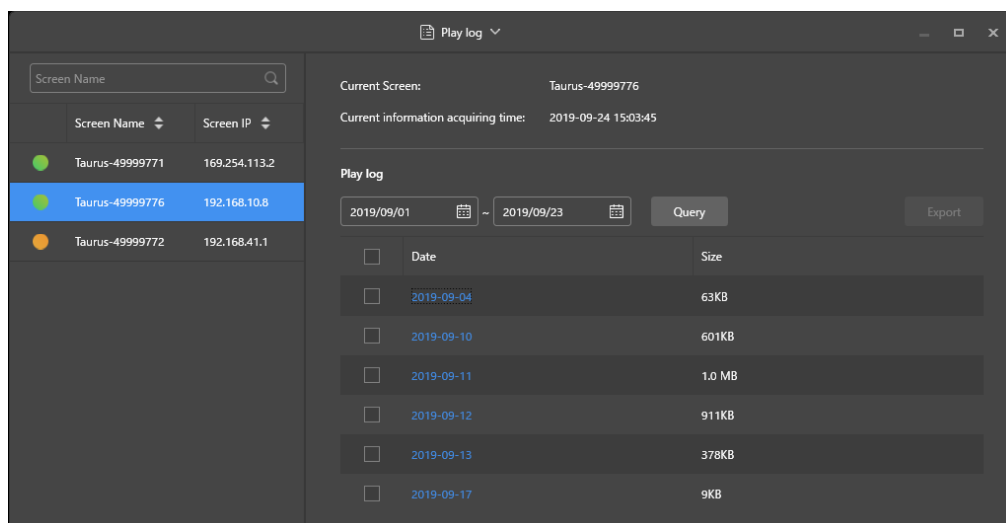 Play log
Screen Name
Screen Name Screen IP
Taurus-49999771 169.254.113.2
Taurus-49999776 192.168.10.8
Taurus-49999772 192.168.41.1
Current Screen: Taurus-49999776
Current information acquiring time: 2019-09-24 15:03:45
Play log
2019/09/01 ~ 2019/09/23 Query Export
Date Size
2019-09-04 63KB
2019-09-10 601KB
2019-09-11 1.0 MB
2019-09-12 911KB
2019-09-13 378KB
2019-09-17 9KB